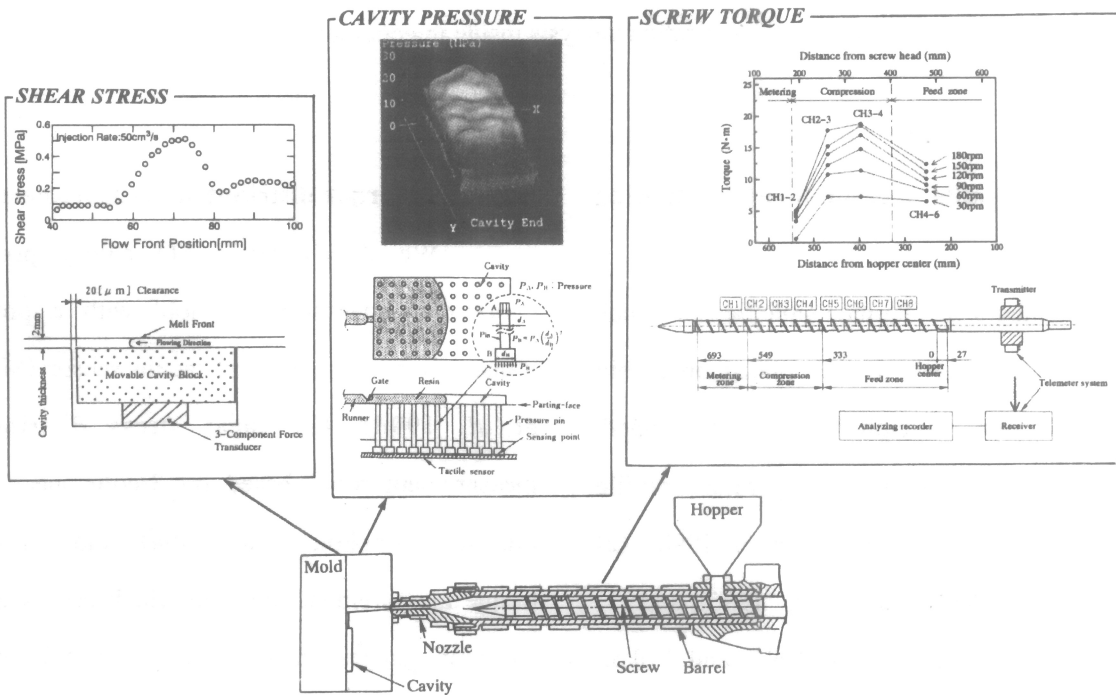 SHEAR STRESS
Injection Rate:50cm³/s
Shear Stress [MPa]
0.6
0.4
0.2
0
40
60
80
100
Flow Front Position[mm]
20[μm] Clearance
2mm
Cavity thickness
Melt Front
Flowing Direction
Movable Cavity Block
3-Component Force
Transducer
CAVITY PRESSURE
Pressure (MPa)
30
20
10
0
X
Y
Cavity End
Cavity
P_A, P_B : Pressure
A
P_A
d_A
Pin
B
d_B
P_B
Gate
Resin
Cavity
Runner
Parting-face
Pressure pin
Sensing point
Tactile sensor
SCREW TORQUE
Distance from screw head (mm)
100
200
300
400
500
600
Metering
Compression
Feed zone
Torque (N·m)
25
20
15
10
5
0
CH1-2
CH2-3
CH3-4
CH4-6
180rpm
150rpm
120rpm
90rpm
60rpm
30rpm
600
500
400
300
200
100
Distance from hopper center (mm)
CH1 CH2 CH3 CH4 CH5 CH6 CH7 CH8
Transmitter
693
549
333
0
27
Hopper
center
Metering
zone
Compression
zone
Feed zone
Telemeter system
Analyzing recorder
Receiver
Mold
Hopper
Nozzle
Cavity
Screw
Barrel